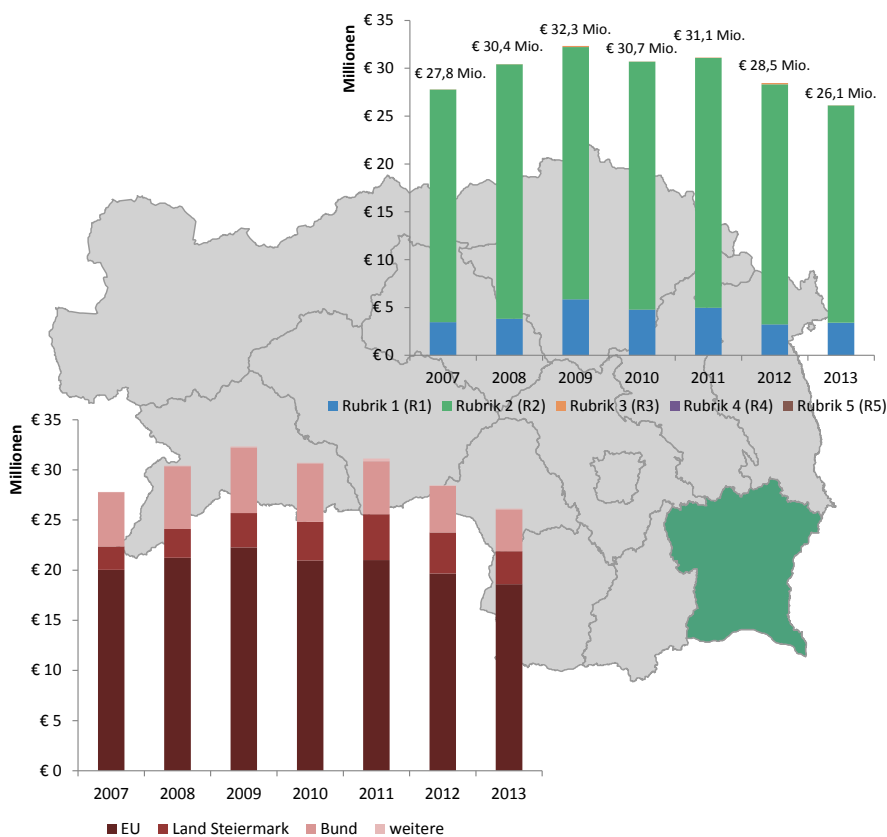 Millionen
€ 35
€ 30
€ 25
€ 20
€ 15
€ 10
€ 5
€ 0
€ 27,8 Mio.
€ 30,4 Mio.
€ 32,3 Mio.
€ 30,7 Mio.
€ 31,1 Mio.
€ 28,5 Mio.
€ 26,1 Mio.
2007 2008 2009 2010 2011 2012 2013
Rubrik 1 (R1) Rubrik 2 (R2) Rubrik 3 (R3) Rubrik 4 (R4) Rubrik 5 (R5)
Millionen
€ 35
€ 30
€ 25
€ 20
€ 15
€ 10
€ 5
€ 0
2007 2008 2009 2010 2011 2012 2013
EU Land Steiermark Bund weitere